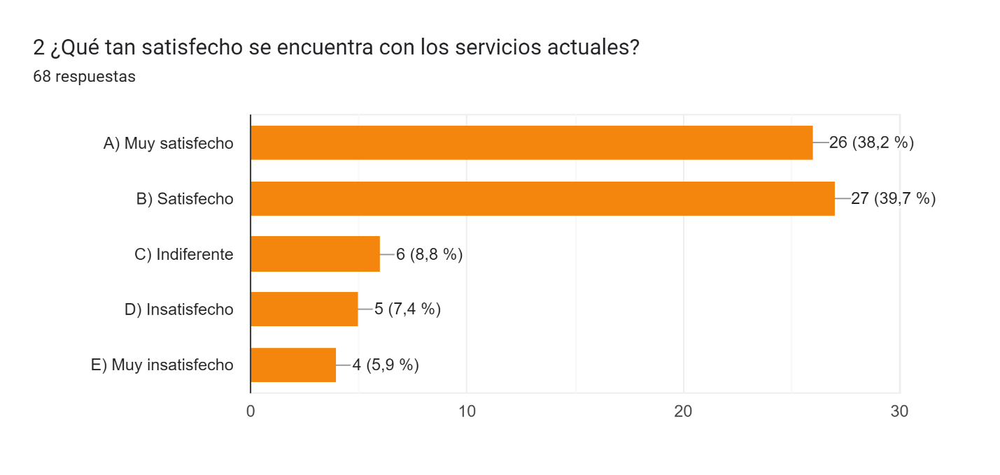 2 ¿Qué tan satisfecho se encuentra con los servicios actuales?
68 respuestas
A) Muy satisfecho
26 (38,2 %)
B) Satisfecho
27 (39,7 %)
C) Indiferente
6 (8,8 %)
D) Insatisfecho
5 (7,4 %)
E) Muy insatisfecho
4 (5,9 %)
0
10
20
30